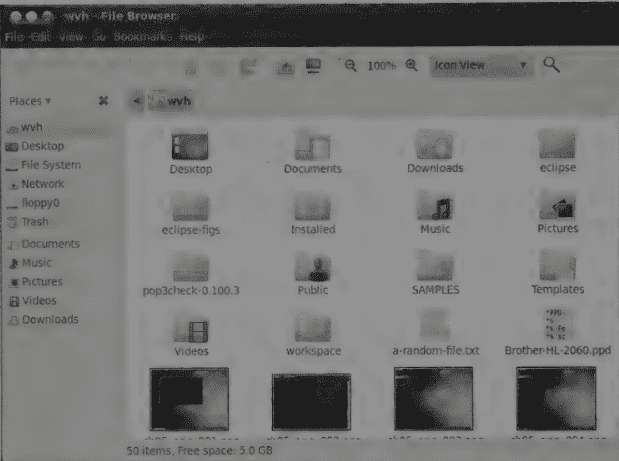 wvh - File Browser
File Edit View Go Bookmarks Help
100% Icon View
Places
wvh
wvh
Desktop
File System
Network
floppy0
Trash
Documents
Music
Pictures
Videos
Downloads
Desktop Documents Downloads eclipse
eclipse-figs Installed Music Pictures
pop3check-0.100.3 Public SAMPLES Templates
Videos workspace a-random-file.txt Brother-HL-2060.ppd
50 items, Free space: 5.0 GB